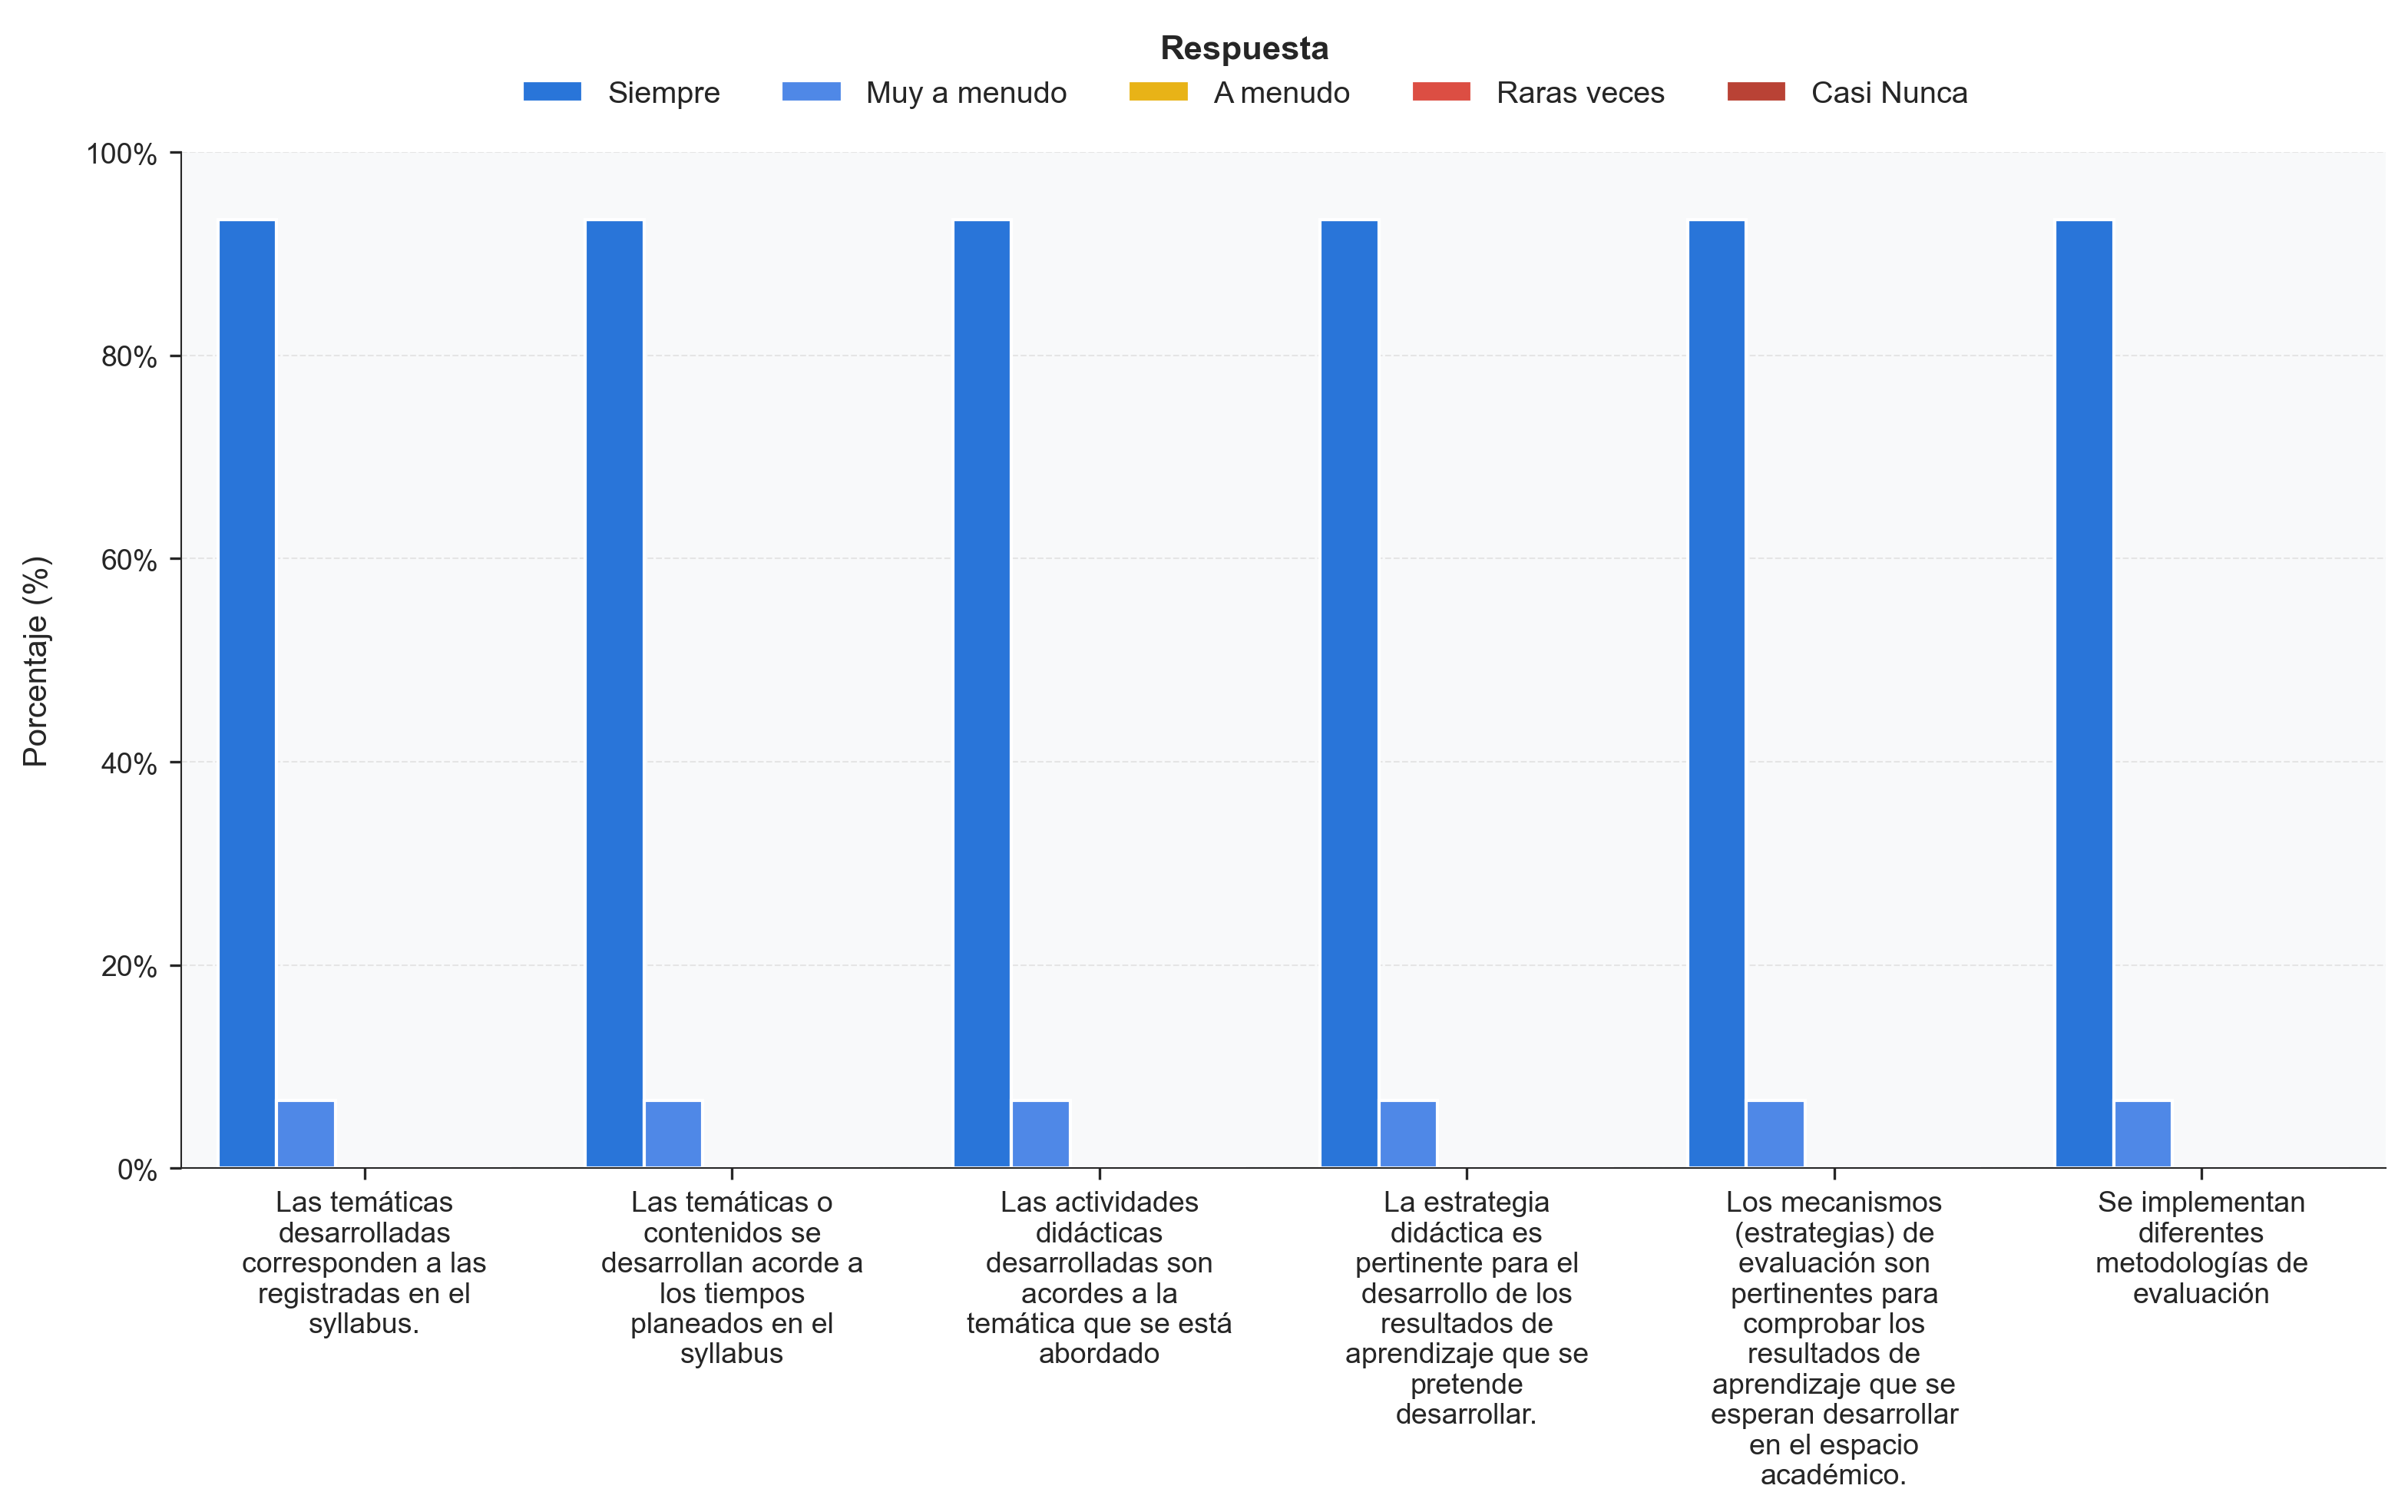 Respuesta
Siempre
Muy a menudo
A menudo
Raras veces
Casi Nunca
100%
80%
60%
40%
20%
0%
Porcentaje (%)
Las temáticas
desarrolladas
corresponden a las
registradas en el
syllabus.
Las temáticas o
contenidos se
desarrollan acorde a
los tiempos
planeados en el
syllabus
Las actividades
didácticas
desarrolladas son
acordes a la
temática que se está
abordado
La estrategia
didáctica es
pertinente para el
desarrollo de los
resultados de
aprendizaje que se
pretende
desarrollar.
Los mecanismos
(estrategias) de
evaluación son
pertinentes para
comprobar los
resultados de
aprendizaje que se
esperan desarrollar
en el espacio
académico.
Se implementan
diferentes
metodologías de
evaluación